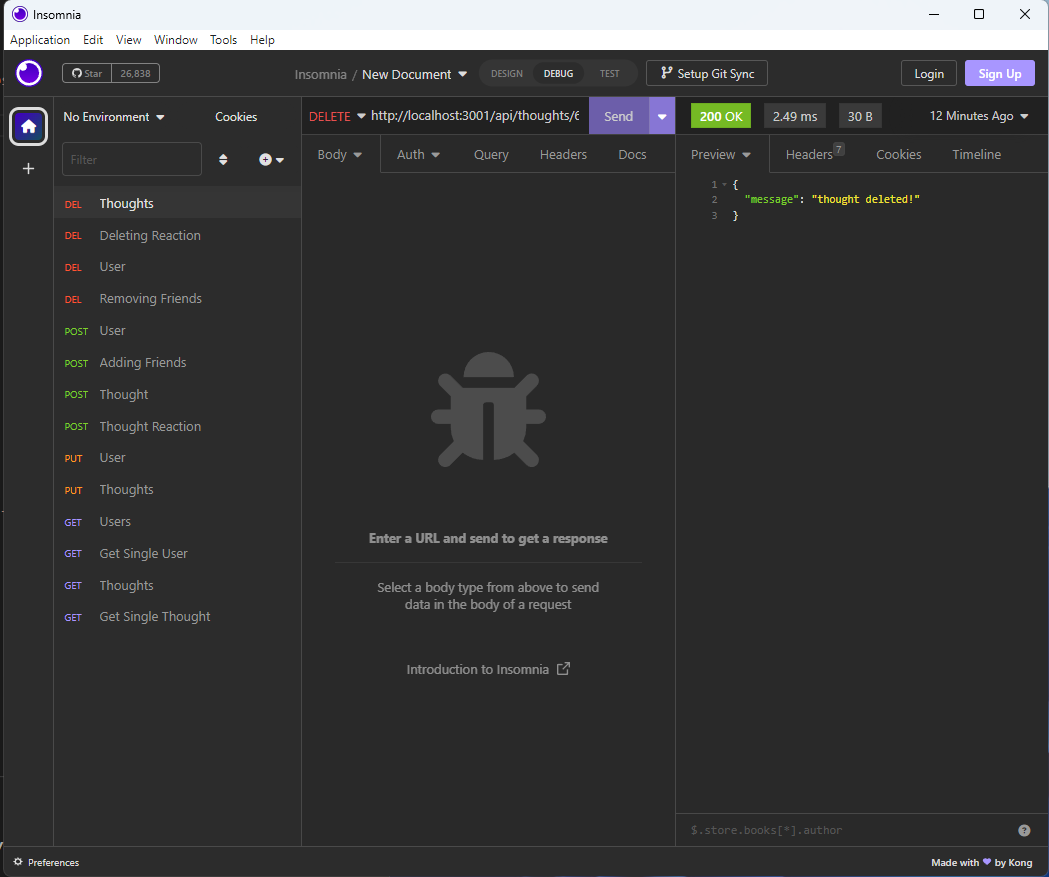 Insomnia
Application Edit View Window Tools Help
Star 26,838
Insomnia / New Document
DESIGN DEBUG TEST
Setup Git Sync
Login
Sign Up
No Environment
Cookies
DELETE http://localhost:3001/api/thoughts/6
Send
200 OK
2.49 ms
30 B
12 Minutes Ago
Filter
Body Auth Query Headers Docs
Preview Headers 7 Cookies Timeline
DEL Thoughts
DEL Deleting Reaction
DEL User
DEL Removing Friends
POST User
POST Adding Friends
POST Thought
POST Thought Reaction
PUT User
PUT Thoughts
GET Users
GET Get Single User
GET Thoughts
GET Get Single Thought
Enter a URL and send to get a response
Select a body type from above to send
data in the body of a request
Introduction to Insomnia
1 {
2 "message": "thought deleted!"
3 }
$.store.books[*].author
?
Preferences
Made with ♥ by Kong